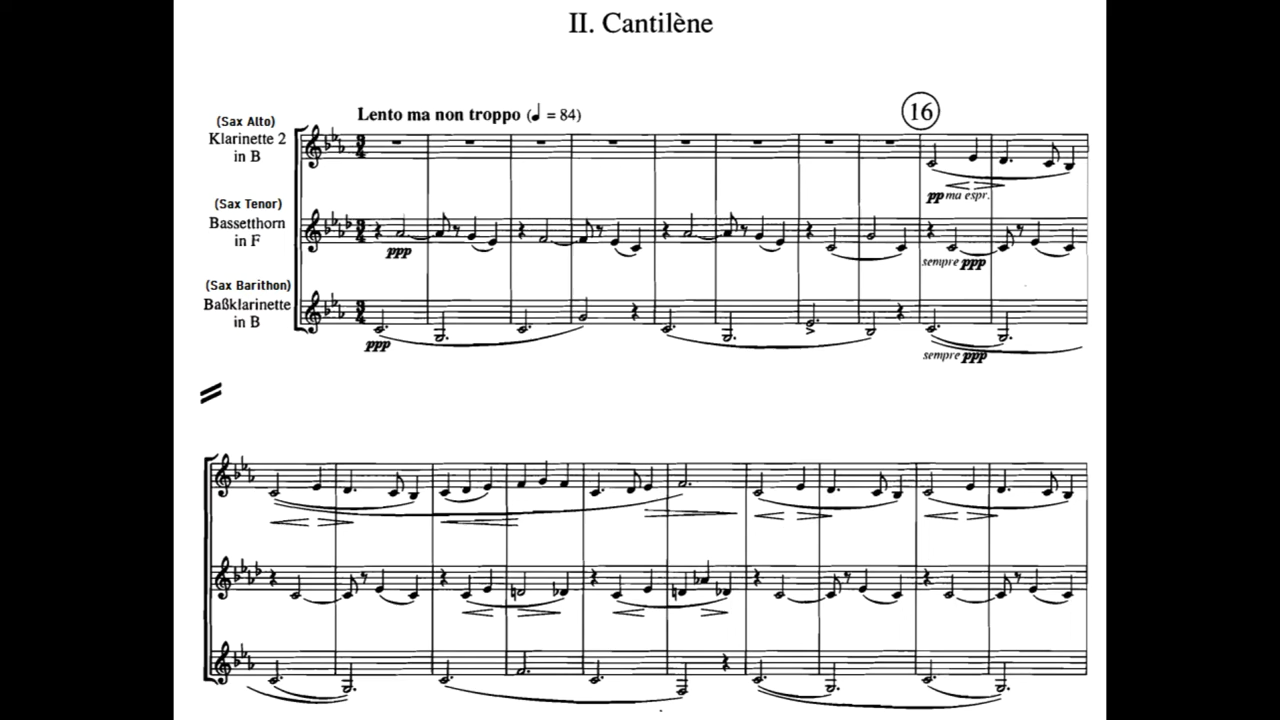 II. Cantilène
Lento ma non troppo (♩ = 84)
16
(Sax Alto)
Klarinette 2
in B
pp ma espr.
(Sax Tenor)
Bassetthorn
in F
ppp
sempre ppp
(Sax Barithon)
Baßklarinette
in B
ppp
sempre ppp